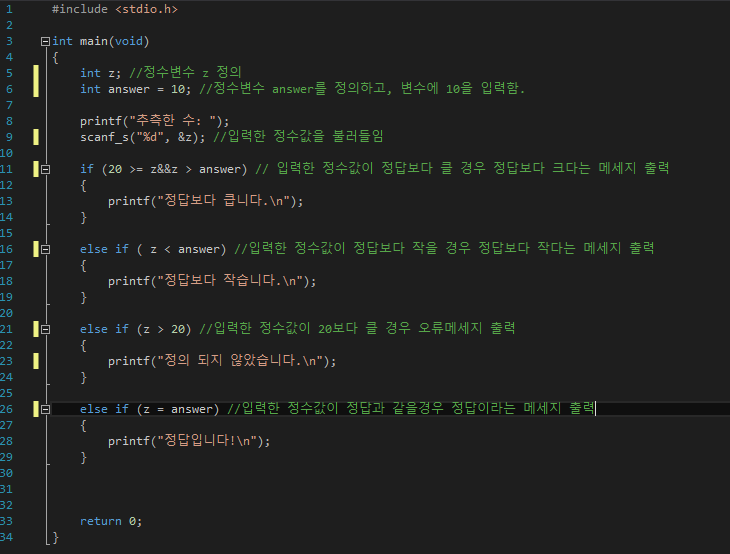 1 #include <stdio.h>
2
3 int main(void)
4 {
5 int z; //정수변수 z 정의
6 int answer = 10; //정수변수 answer를 정의하고, 변수에 10을 입력함.
7
8 printf("추측한 수: ");
9 scanf_s("%d", &z); //입력한 정수값을 불러들임
10
11 if (20 >= z&&z > answer) // 입력한 정수값이 정답보다 클 경우 정답보다 크다는 메세지 출력
12 {
13 printf("정답보다 큽니다.\n");
14 }
15
16 else if ( z < answer) //입력한 정수값이 정답보다 작을 경우 정답보다 작다는 메세지 출력
17 {
18 printf("정답보다 작습니다.\n");
19 }
20
21 else if (z > 20) //입력한 정수값이 20보다 클 경우 오류메세지 출력
22 {
23 printf("정의 되지 않았습니다.\n");
24 }
25
26 else if (z = answer) //입력한 정수값이 정답과 같을경우 정답이라는 메세지 출력
27 {
28 printf("정답입니다!\n");
29 }
30
31
32
33 return 0;
34 }